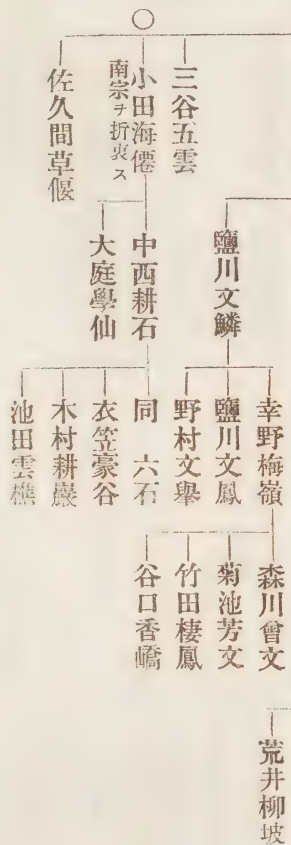 三谷五雲
小田海僊
南宗ヲ折衷ス
佐久間草偃
中西耕石
大庭學仙
同 六石
衣笠豪谷
木村耕巖
池田雲樵
鹽川文鱗
幸野梅嶺
鹽川文鳳
野村文擧
森川曾文
菊池芳文
竹田棲鳳
谷口香嶠
荒井柳坡